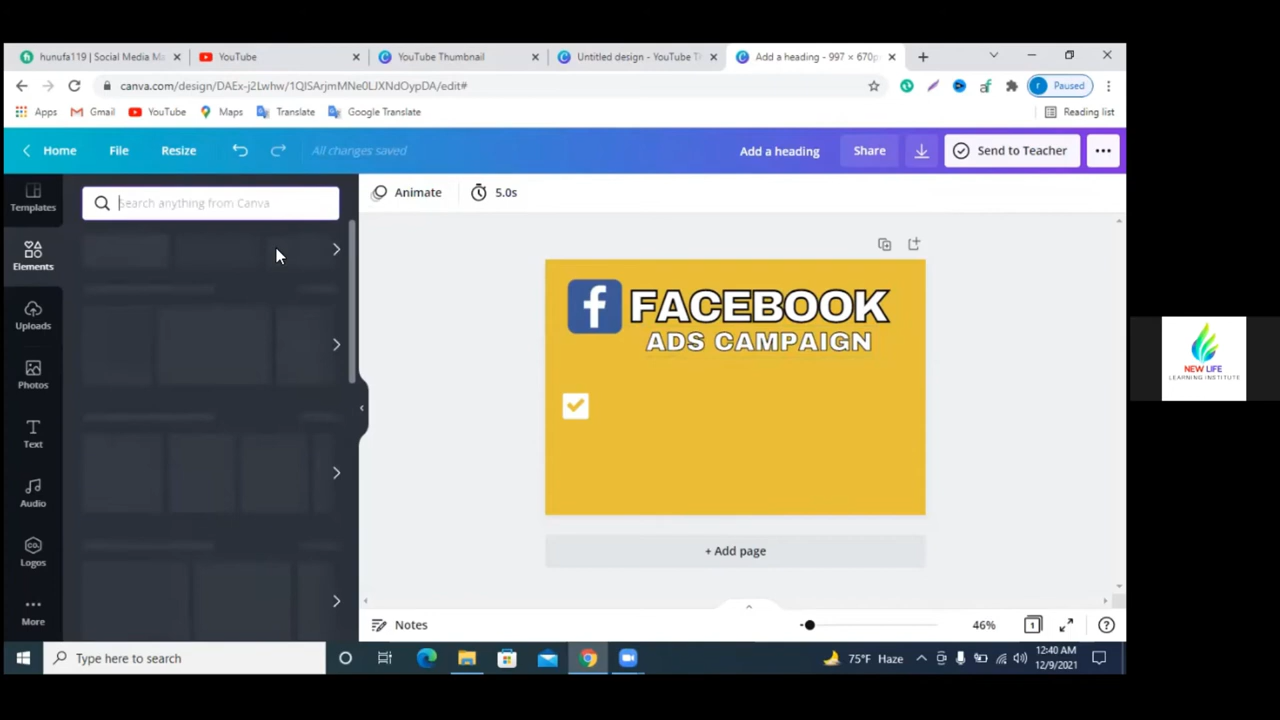 hunufa119 | Social Media Ma
YouTube
YouTube Thumbnail
Untitled design - YouTube T
Add a heading - 997 × 670p
canva.com/design/DAEx-j2Lwhw/1QISArjmMNe0LJXNdOypDA/edit#
Paused
Apps
Gmail
YouTube
Maps
Translate
Google Translate
Reading list
Home
File
Resize
All changes saved
Add a heading
Share
Send to Teacher
Templates
Elements
Uploads
Photos
Text
Audio
CO.
Logos
More
Search anything from Canva
Animate
5.0s
f FACEBOOK
ADS CAMPAIGN
+ Add page
Notes
46%
1
NEW LIFE
LEARNING INSTITUTE
Type here to search
75°F Haze
12:40 AM
12/9/2021